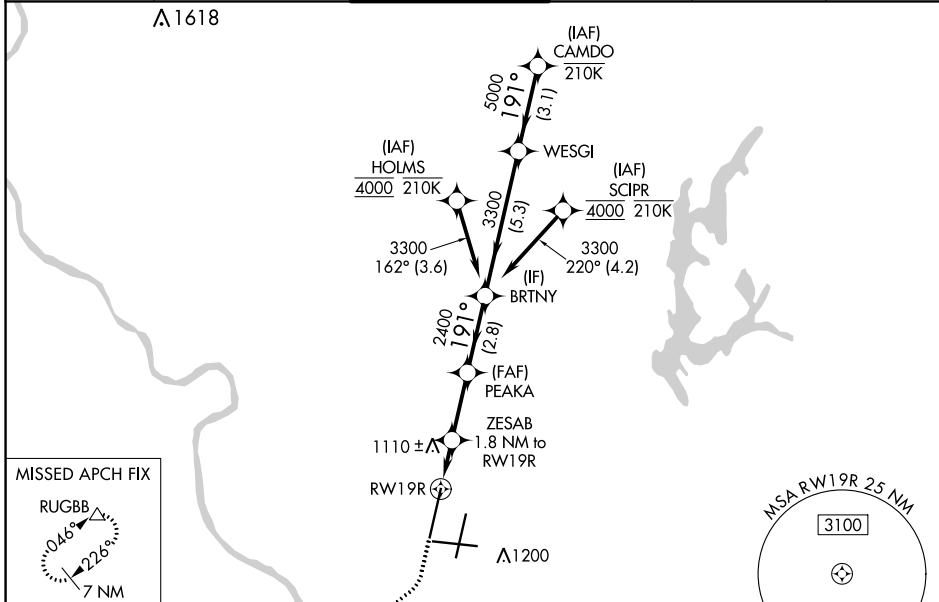 1618
(IAF)
CAMDO
210K
5000
191°
(3.1)
WESGI
(IAF)
HOLMS
4000 210K
(IAF)
SCIPR
4000 210K
3300
(5.3)
3300
162° (3.6)
3300
220° (4.2)
(IF)
BRTNY
2400
191°
(2.8)
(FAF)
PEAKA
ZESAB
1.8 NM to
RW19R
1110 ±
RW19R
1200
MISSED APCH FIX
RUGBB
046°
226°
7 NM
MSA RW19R 25 NM
3100